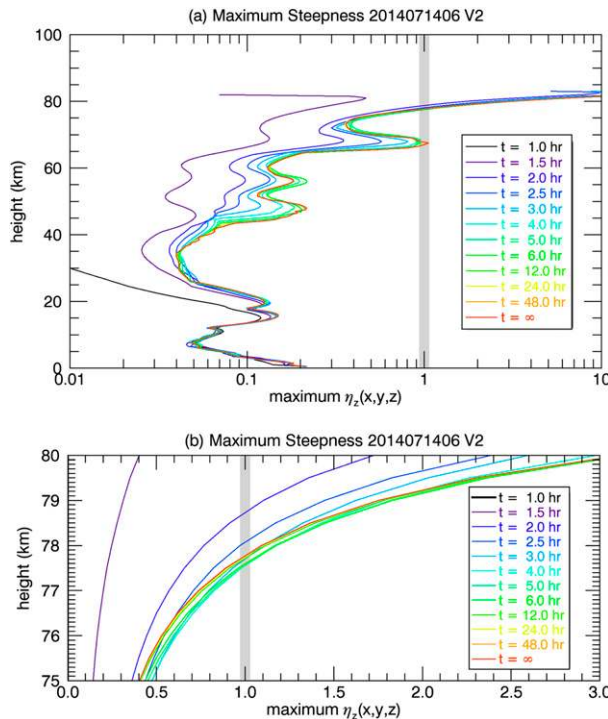 (a) Maximum Steepness 2014071406 V2
100
80
60
40
20
0
height (km)
0.01
0.1
1
10
maximum ηz(x,y,z)
t = 1.0 hr
t = 1.5 hr
t = 2.0 hr
t = 2.5 hr
t = 3.0 hr
t = 4.0 hr
t = 5.0 hr
t = 6.0 hr
t = 12.0 hr
t = 24.0 hr
t = 48.0 hr
t = ∞
(b) Maximum Steepness 2014071406 V2
80
79
78
77
76
75
height (km)
0.0
0.5
1.0
1.5
2.0
2.5
3.0
maximum ηz(x,y,z)
t = 1.0 hr
t = 1.5 hr
t = 2.0 hr
t = 2.5 hr
t = 3.0 hr
t = 4.0 hr
t = 5.0 hr
t = 6.0 hr
t = 12.0 hr
t = 24.0 hr
t = 48.0 hr
t = ∞